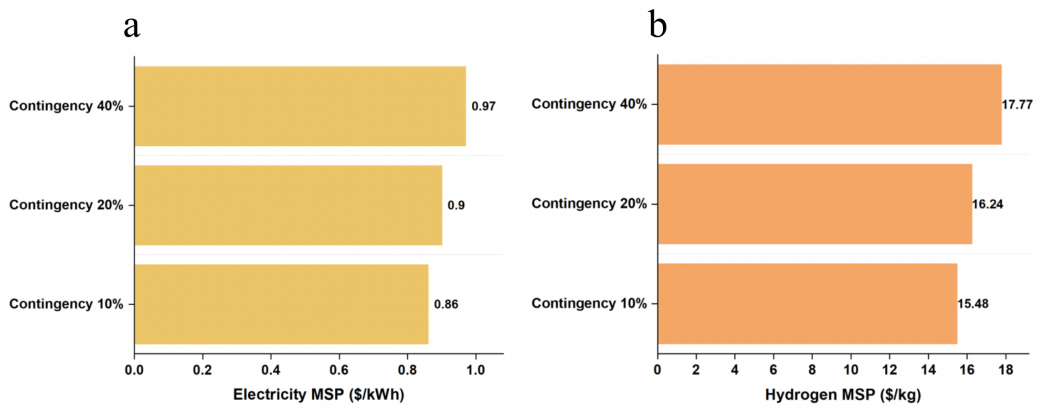 a
Contingency 40%
0.97
Contingency 20%
0.9
Contingency 10%
0.86
0.0 0.2 0.4 0.6 0.8 1.0
Electricity MSP ($/kWh)
b
Contingency 40%
17.77
Contingency 20%
16.24
Contingency 10%
15.48
0 2 4 6 8 10 12 14 16 18
Hydrogen MSP ($/kg)